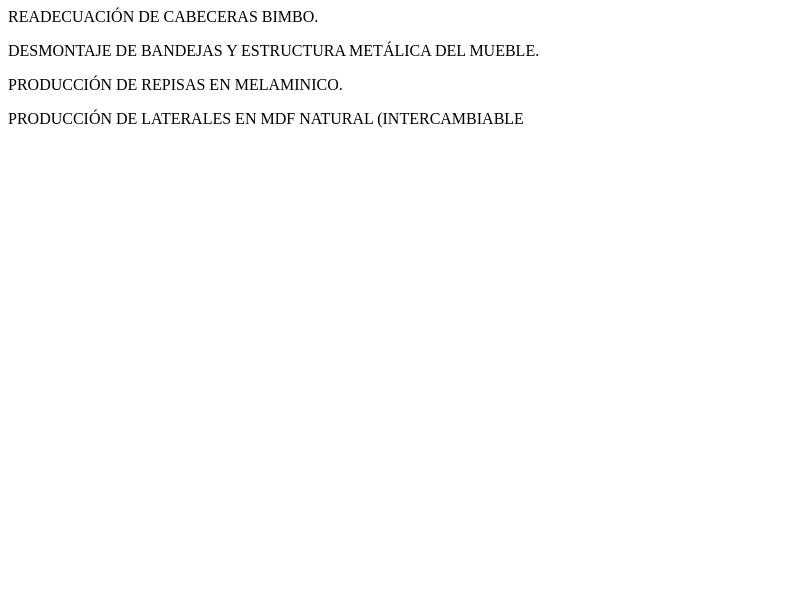 READECUACIÓN DE CABECERAS BIMBO.
DESMONTAJE DE BANDEJAS Y ESTRUCTURA METÁLICA DEL MUEBLE.
PRODUCCIÓN DE REPISAS EN MELAMINICO.
PRODUCCIÓN DE LATERALES EN MDF NATURAL (INTERCAMBIABLE